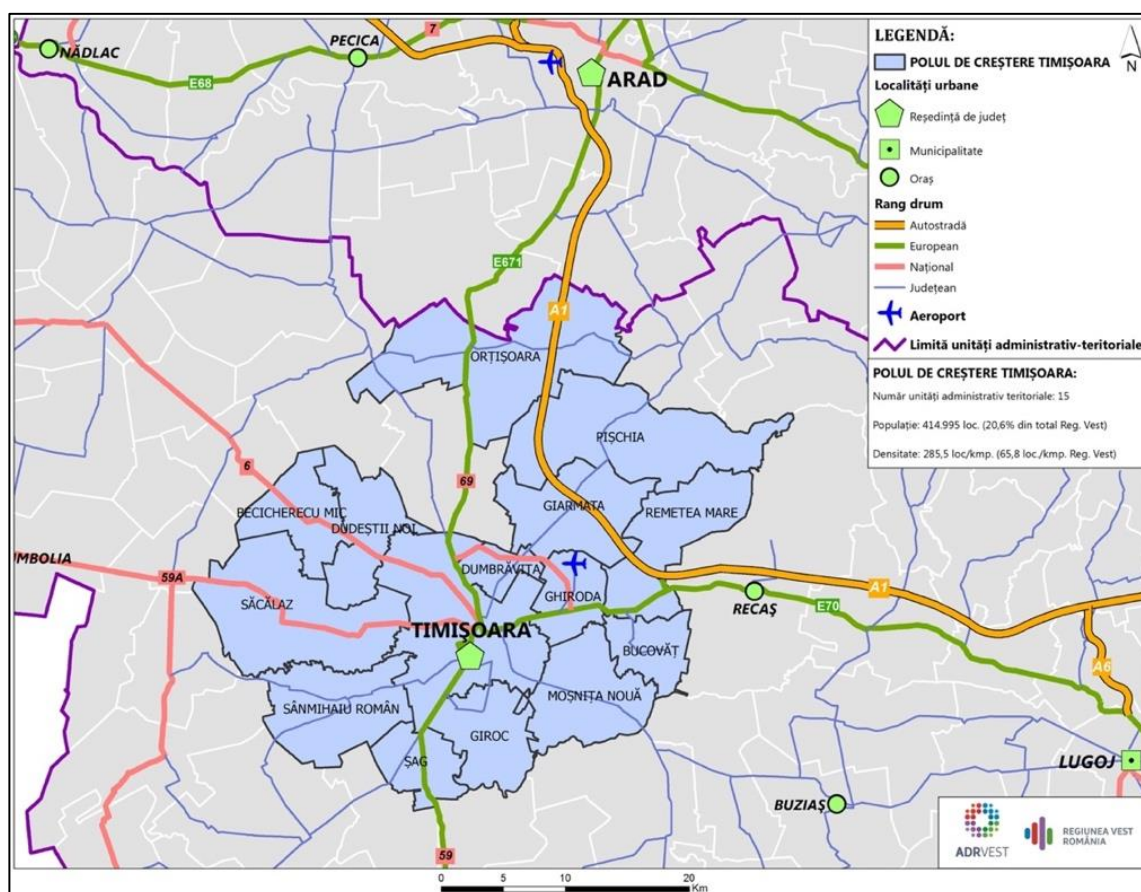 LEGENDĂ:
POLUL DE CREȘTERE TIMIȘOARA
Localități urbane
Reședință de județ
Municipalitate
Oraș
Rang drum
Autostradă
European
Național
Județean
Aeroport
Limită unități administrativ-teritoriale
POLUL DE CREȘTERE TIMIȘOARA:
Număr unități administrativ teritoriale: 15
Populație: 414.995 loc. (20,6% din total Reg. Vest)
Densitate: 285,5 loc/kmp. (65,8 loc./kmp. Reg. Vest)
N
NĂDLAC
PECICA
7
ARAD
E68
E671
A1
ORȚIȘOARA
PIȘCHIA
6
69
GIARMATA
REMETEA MARE
BECICHERECU MIC
DUDEȘTII NOI
IMBOLIA
59A
DUMBRĂVIȚA
GHIRODA
SĂCĂLAZ
RECAȘ
A1
E70
TIMIȘOARA
BUCOVĂȚ
A6
MOȘNIȚA NOUĂ
SÂNMIHAIU ROMÂN
GIROC
ȘAG
LUGOJ
BUZIAȘ
59
ADRVEST
REGIUNEA VEST
ROMÂNIA
0 5 10 20
Km